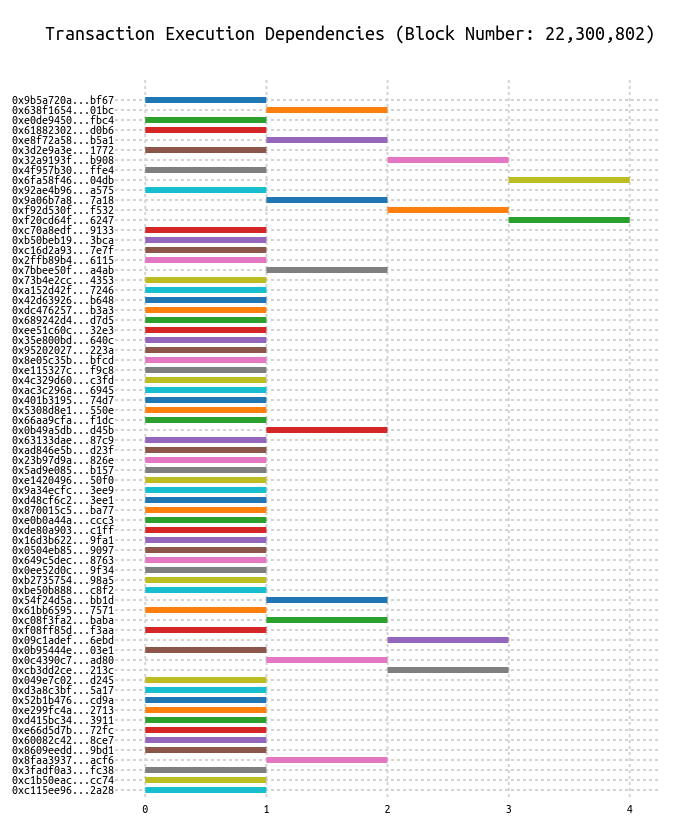 Transaction Execution Dependencies (Block Number: 22,300,802)
0x9b5a720a...bf67
0x638f1654...01bc
0xe0de9450...fbc4
0x61882302...d0b6
0xe8f72a58...b5a1
0x3d2e9a3e...1772
0x32a9193f...b908
0x4f957b30...ffe4
0x6fa58f46...04db
0x92ae4b96...a575
0x9a06b7a8...7a18
0xf92d530f...f532
0xf20cd64f...6247
0xc70a8edf...9133
0xb50beb19...3bca
0xc16d2a93...7e7f
0x2ffb89b4...6115
0x7bbee50f...a4ab
0x73b4e2cc...4353
0xa152d42f...7246
0x42d63926...b648
0xdc476257...b3a3
0x689242d4...d7d5
0xee51c60c...32e3
0x35e800bd...640c
0x95202027...223a
0x8e05c35b...bfcd
0xe115327c...f9c8
0x4c329d60...c3fd
0xac3c296a...6945
0x401b3195...74d7
0x5308d8e1...550e
0x66aa9cfa...f1dc
0x0b49a5db...d45b
0x63133dae...87c9
0xad846e5b...d23f
0x23b97d9a...826e
0x5ad9e085...b157
0xe1420496...50f0
0x9a34ecfc...3ee9
0xd48cf6c2...3ee1
0x870015c5...ba77
0xe0b0a44a...ccc3
0xde80a903...c1ff
0x16d3b622...9fa1
0x0504eb85...9097
0x649c5dec...8763
0x0ee52d0c...9f34
0xb2735754...98a5
0xbe50b888...c8f2
0x54f24d5a...bb1d
0x61bb6595...7571
0xc08f3fa2...baba
0xf08ff85d...f3aa
0x09c1adef...6ebd
0x0b95444e...03e1
0x0c4390c7...ad80
0xcb3dd2ce...213c
0x049e7c02...d245
0xd3a8c3bf...5a17
0x52b1b476...cd9a
0xe299fc4a...2713
0xd415bc34...3911
0xe66d5d7b...72fc
0x60082c42...8ce7
0x8609eedd...9bd1
0x8faa3937...acf6
0x3fadf0a3...fc38
0xc1b50eac...cc74
0xc115ee96...2a28
0 1 2 3 4